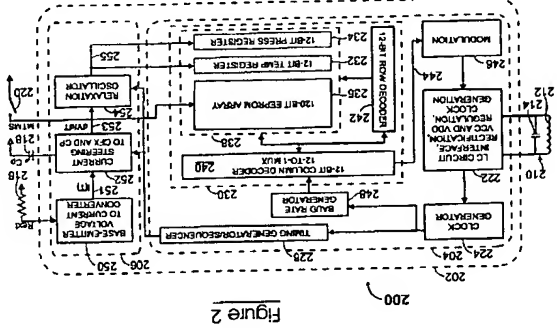 Figure 2
200
202
204
224
CLOCK
GENERATOR
226
TIMING GENERATOR/SEQUENCER
206
250
BASE-EMITTER
VOLTAGE
TO CURRENT
CONVERTER
Rext
216
248
BAUD RATE
GENERATOR
251
I(T)
210
222
LC CIRCUIT
INTERFACE,
RECTIFICATION,
VCC AND VDD
REGULATION,
CLOCK
GENERATION
214
212
230
12-BIT COLUMN DECODER
12-TO-1 MUX
240
252
CURRENT
STEERING
TO CFX AND CP
218
Cp
238
242
12-BIT ROW DECODER
120-BIT EEPROM ARRAY
236
253
I/VINT
MTMS
220
254
RELAXATION
OSCILLATOR
244
246
MODULATION
12-BIT TEMP REGISTER
232
12-BIT PRESS REGISTER
234
255